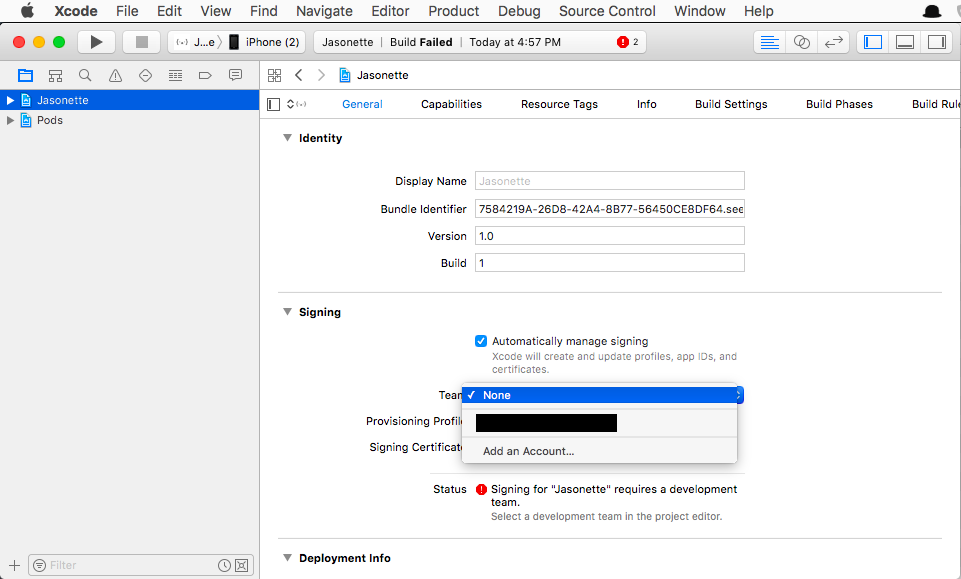 Xcode File Edit View Find Navigate Editor Product Debug Source Control Window Help
J...e iPhone (2) Jasonette Build Failed Today at 4:57 PM 2
Jasonette
Jasonette
Pods
General Capabilities Resource Tags Info Build Settings Build Phases Build Rule
Identity
Display Name Jasonette
Bundle Identifier 7584219A-26D8-42A4-8B77-56450CE8DF64.see
Version 1.0
Build 1
Signing
Automatically manage signing
Xcode will create and update profiles, app IDs, and
certificates.
Team None
Provisioning Profile
Signing Certificate
Add an Account...
Status Signing for "Jasonette" requires a development
team.
Select a development team in the project editor.
Deployment Info
Filter